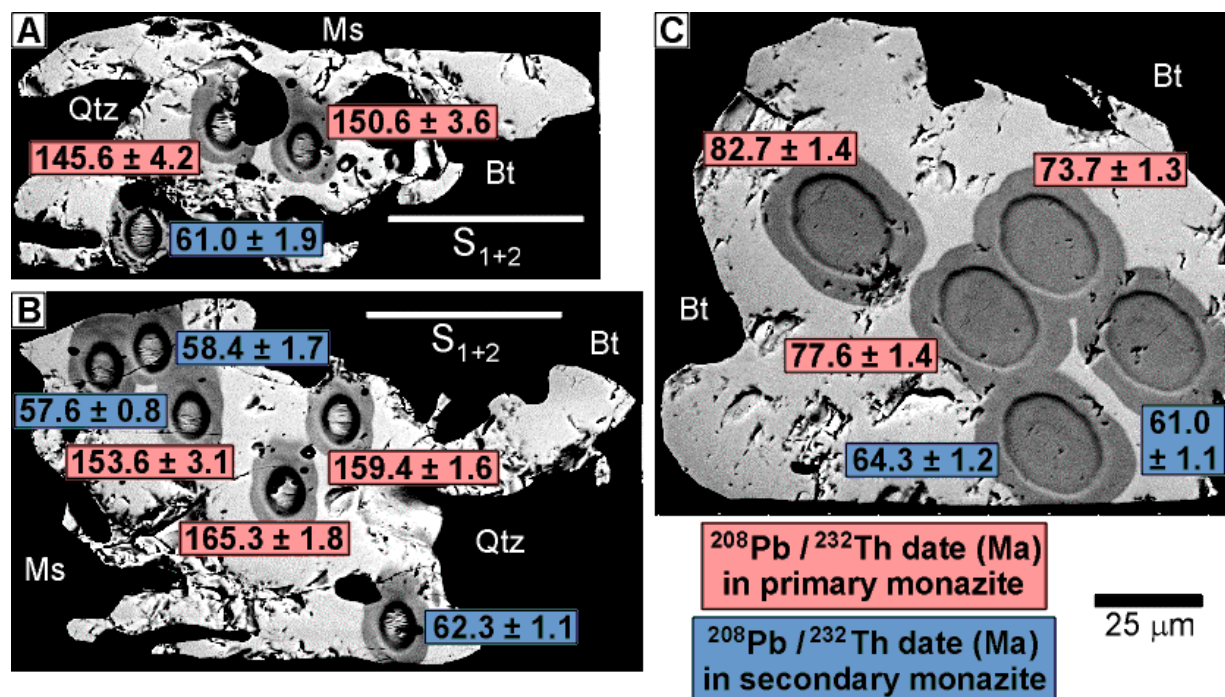 A
Ms
Qtz
150.6 ± 3.6
145.6 ± 4.2
Bt
61.0 ± 1.9
S1+2
B
S1+2
58.4 ± 1.7
Bt
57.6 ± 0.8
153.6 ± 3.1
159.4 ± 1.6
165.3 ± 1.8
Qtz
Ms
62.3 ± 1.1
C
Bt
82.7 ± 1.4
73.7 ± 1.3
Bt
77.6 ± 1.4
61.0
± 1.1
64.3 ± 1.2
208Pb / 232Th date (Ma)
in primary monazite
208Pb / 232Th date (Ma)
in secondary monazite
25 μm